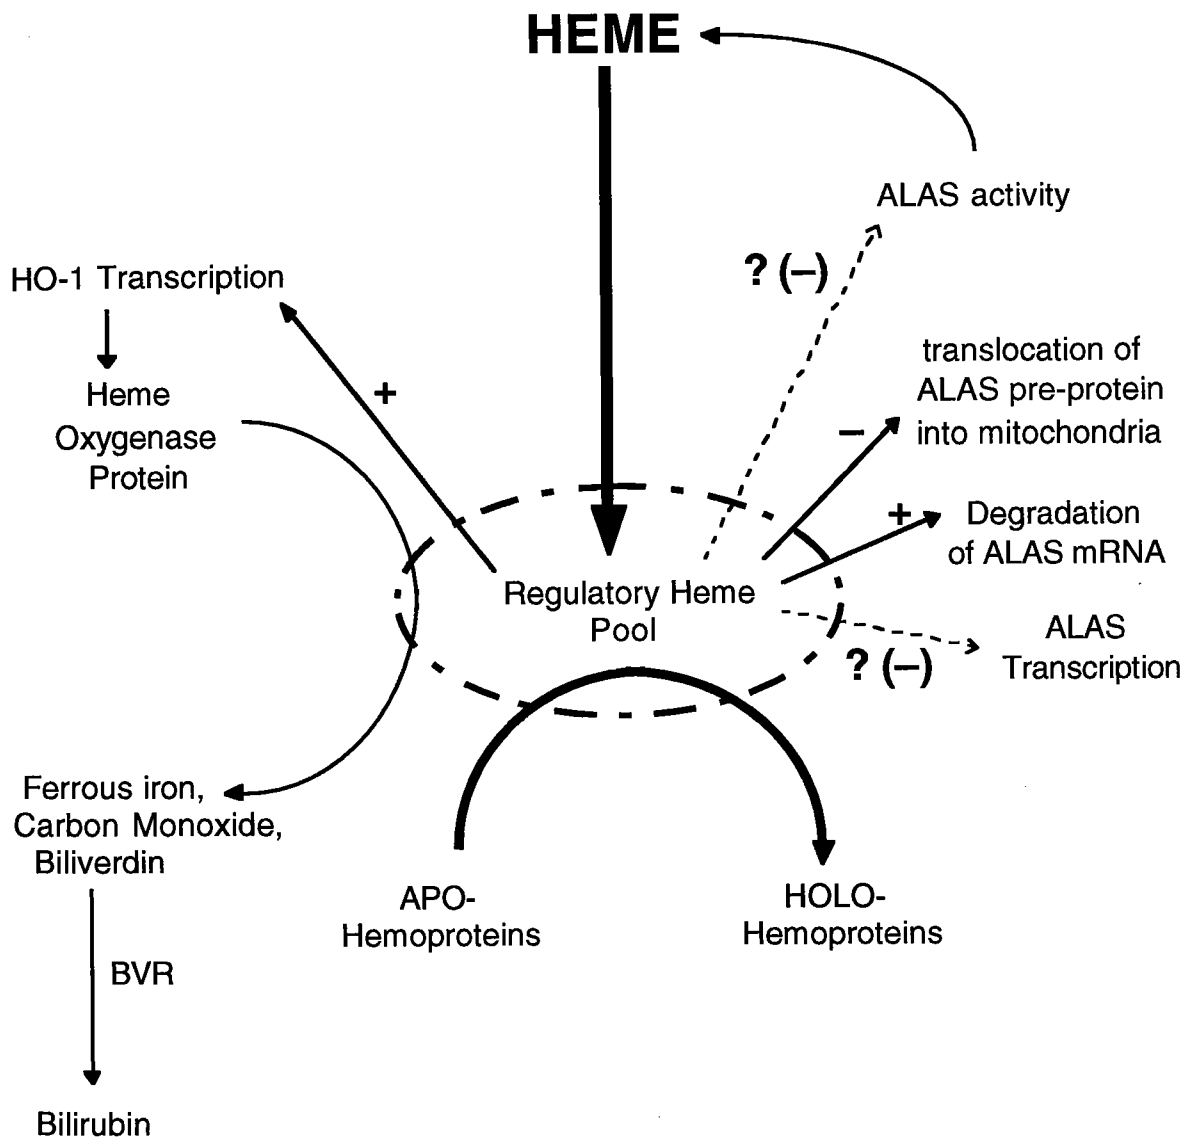 HEME
ALAS activity
? (–)
HO-1 Transcription
+
Heme
Oxygenase
Protein
translocation of
ALAS pre-protein
into mitochondria
–
+
Degradation
of ALAS mRNA
Regulatory Heme
Pool
ALAS
Transcription
? (–)
Ferrous iron,
Carbon Monoxide,
Biliverdin
APO-
Hemoproteins
HOLO-
Hemoproteins
BVR
Bilirubin